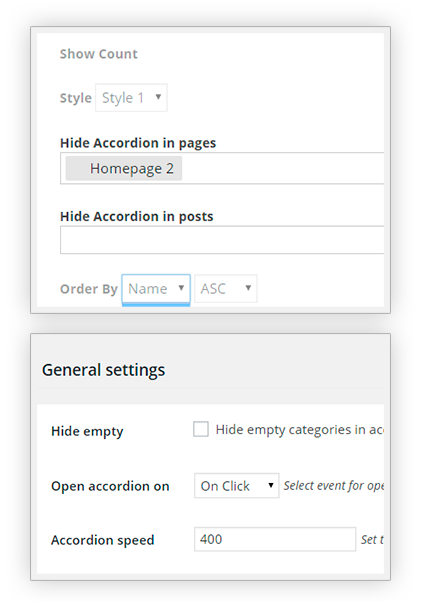 Show Count
Style Style 1
Hide Accordion in pages
Homepage 2
Hide Accordion in posts
Order By Name ASC
General settings
Hide empty Hide empty categories in
Open accordion on On Click Select event for
Accordion speed 400 Set